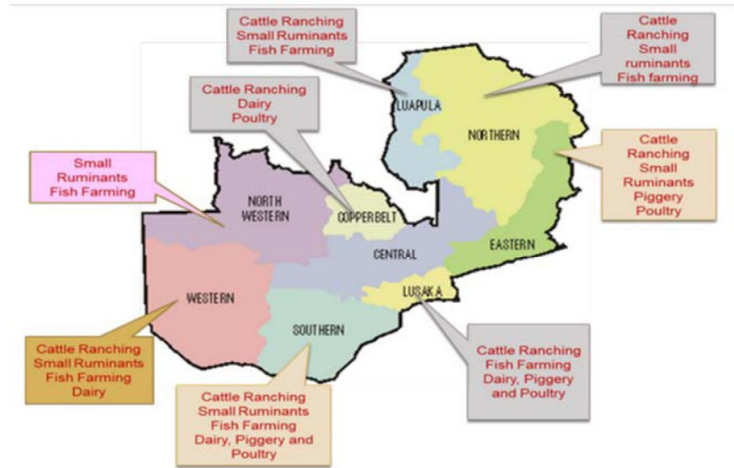 Cattle Ranching
Small Ruminants
Fish Farming
Cattle
Ranching
Small
ruminants
Fish farming
Cattle Ranching
Dairy
Poultry
LUAPULA
NORTHERN
Cattle
Ranching
Small
Ruminants
Piggery
Poultry
Small
Ruminants
Fish Farming
NORTH
WESTERN
COPPERBELT
CENTRAL
EASTERN
WESTERN
LUSAKA
SOUTHERN
Cattle Ranching
Small Ruminants
Fish Farming
Dairy
Cattle Ranching
Small Ruminants
Fish Farming
Dairy, Piggery and
Poultry
Cattle Ranching
Fish Farming
Dairy, Piggery
and Poultry